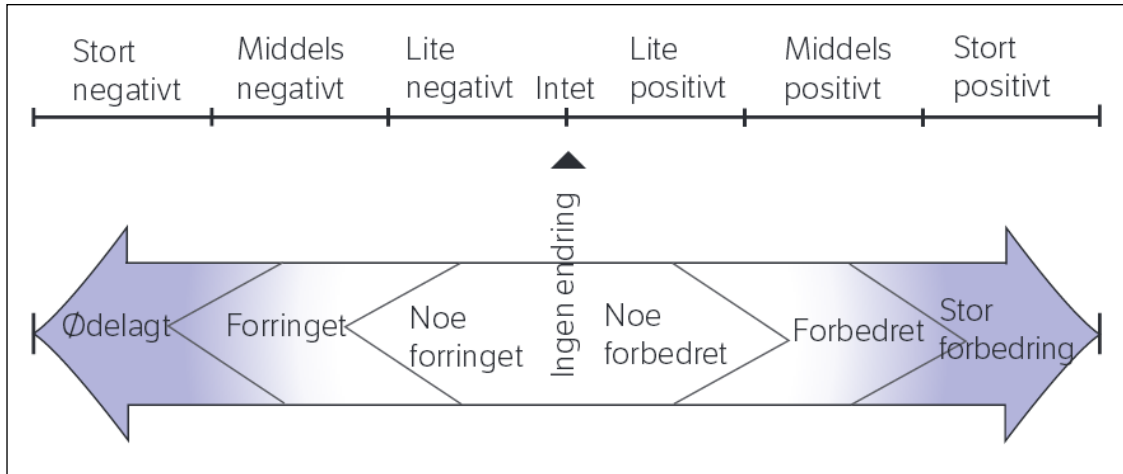 Stort
negativt
Middels
negativt
Lite
negativt
Intet
Lite
positivt
Middels
positivt
Stort
positivt
Ingen endring
Ødelagt
Forringet
Noe
forringet
Noe
forbedret
Forbedret
Stor
forbedring